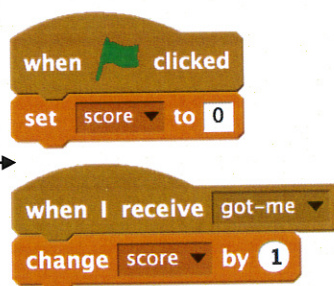 when clicked
set score to 0
when I receive got-me
change score by 1